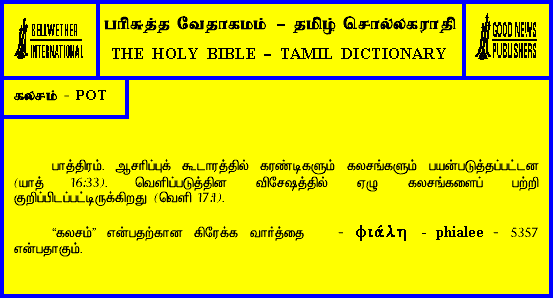 BELLWETHER
INTERNATIONAL
பரிசுத்த வேதாகமம் – தமிழ் சொல்லகராதி
THE HOLY BIBLE – TAMIL DICTIONARY
GOOD NEWS
PUBLISHERS
கலசம் - POT
பாத்திரம். ஆசரிப்புக் கூடாரத்தில் கரண்டிகளும் கலசங்களும் பயன்படுத்தப்பட்டன
(யாத் 16:33). வெளிப்படுத்தின விசேஷத்தில் ஏழு கலசங்களைப் பற்றி
குறிப்பிடப்பட்டிருக்கிறது (வெளி 17:1).
“கலசம்” என்பதற்கான கிரேக்க வார்த்தை - φιάλη - phialee - 5357
என்பதாகும்.